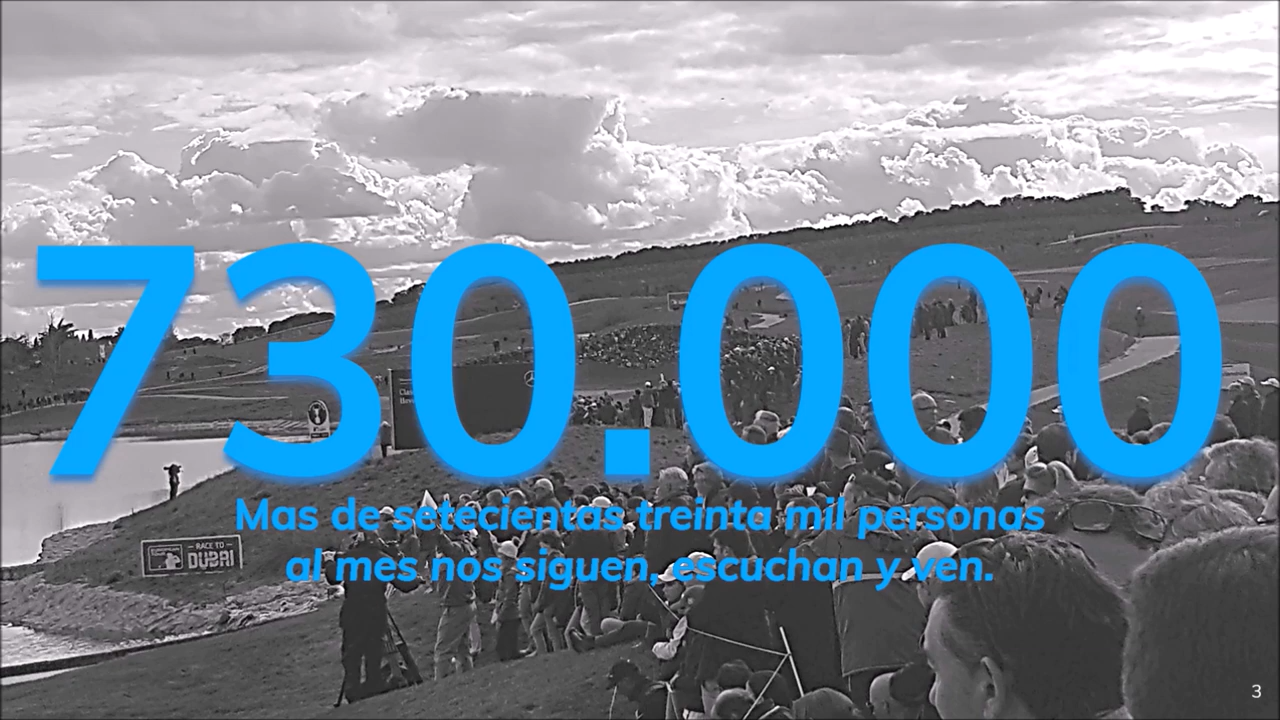 730.000
Mas de setecientas treinta mil personas
al mes nos siguen, escuchan y ven.
RACE TO
DUBAI
3